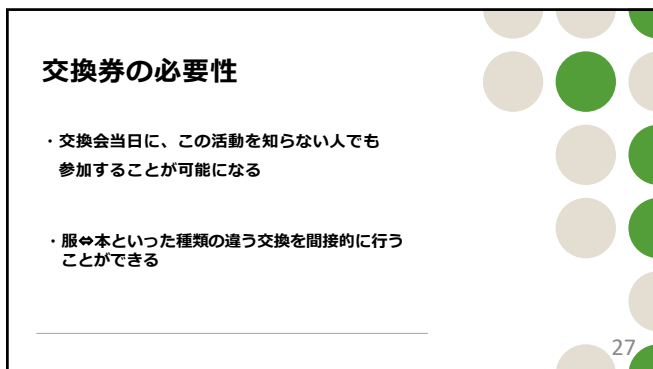 交換券の必要性
・交換会当日に、この活動を知らない人でも
参加することが可能になる
・服⇔本といった種類の違う交換を間接的に行う
ことができる
27